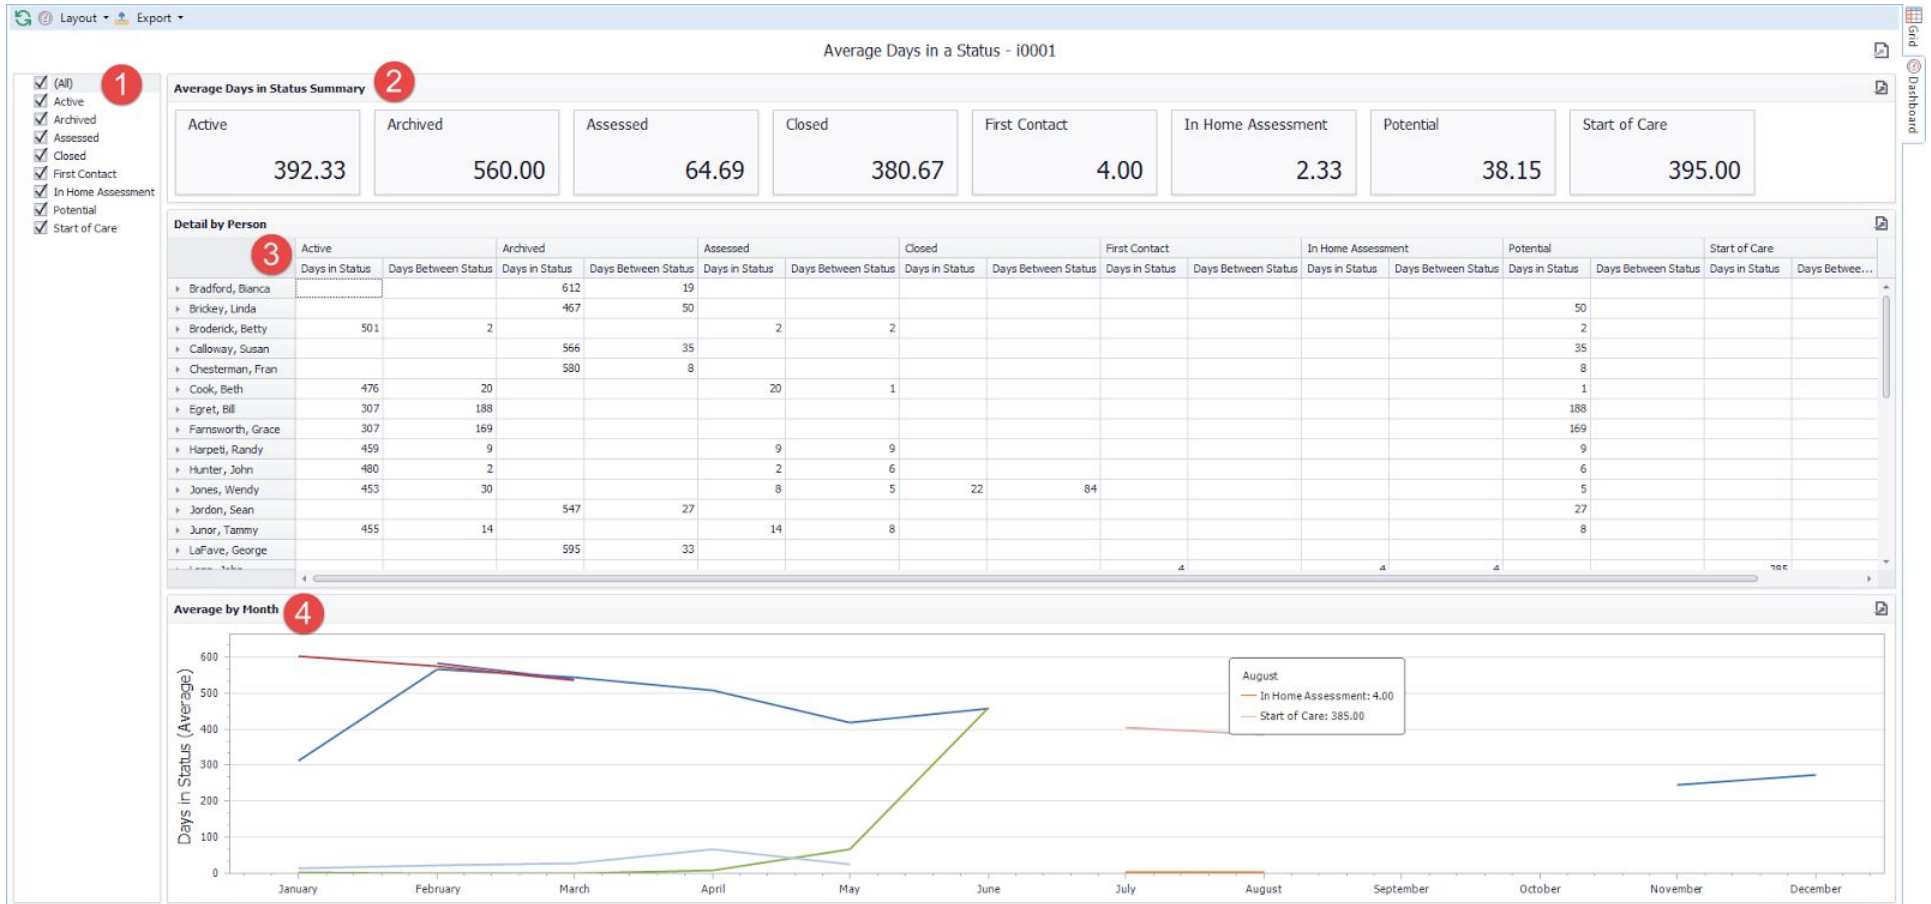 Layout Export
Average Days in a Status - i0001
Grid
Dashboard
(All)
Active
Archived
Assessed
Closed
First Contact
In Home Assessment
Potential
Start of Care
1
Average Days in Status Summary 2
Active Archived Assessed Closed First Contact In Home Assessment Potential Start of Care
392.33 560.00 64.69 380.67 4.00 2.33 38.15 395.00
Detail by Person
3
Active Archived Assessed Closed First Contact In Home Assessment Potential Start of Care
Days in Status Days Between Status Days in Status Days Between Status Days in Status Days Between Status Days in Status Days Between Status Days in Status Days Between Status Days in Status Days Between Status Days in Status Days Between Status Days in Status Days Betwee...
Bradford, Bianca 612 19
Brickey, Linda 467 50 50
Broderick, Betty 501 2 2 2 2
Calloway, Susan 566 35 35
Chesterman, Fran 580 8 8
Cook, Beth 476 20 20 1 1
Egret, Bill 307 188 188
Farnsworth, Grace 307 169 169
Harpeti, Randy 459 9 9 9 9
Hunter, John 480 2 2 6 6
Jones, Wendy 453 30 8 5 22 84 5
Jordon, Sean 547 27 27
Junor, Tammy 455 14 14 8 8
LaFave, George 595 33
4 4 4 385
Average by Month 4
Days in Status (Average)
600
500
400
300
200
100
0
August
In Home Assessment: 4.00
Start of Care: 385.00
January February March April May June July August September October November December